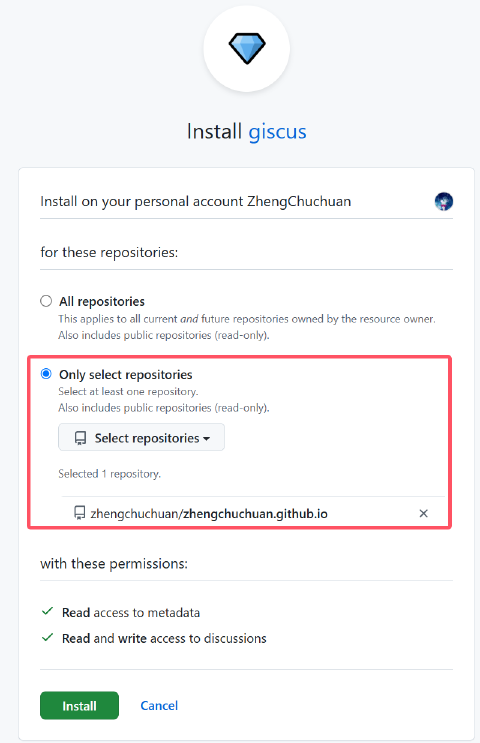 Install giscus
Install on your personal account ZhengChuchuan
for these repositories:
All repositories
This applies to all current and future repositories owned by the resource owner.
Also includes public repositories (read-only).
Only select repositories
Select at least one repository.
Also includes public repositories (read-only).
Select repositories
Selected 1 repository.
zhengchuchuan/zhengchuchuan.github.io
with these permissions:
Read access to metadata
Read and write access to discussions
Install Cancel